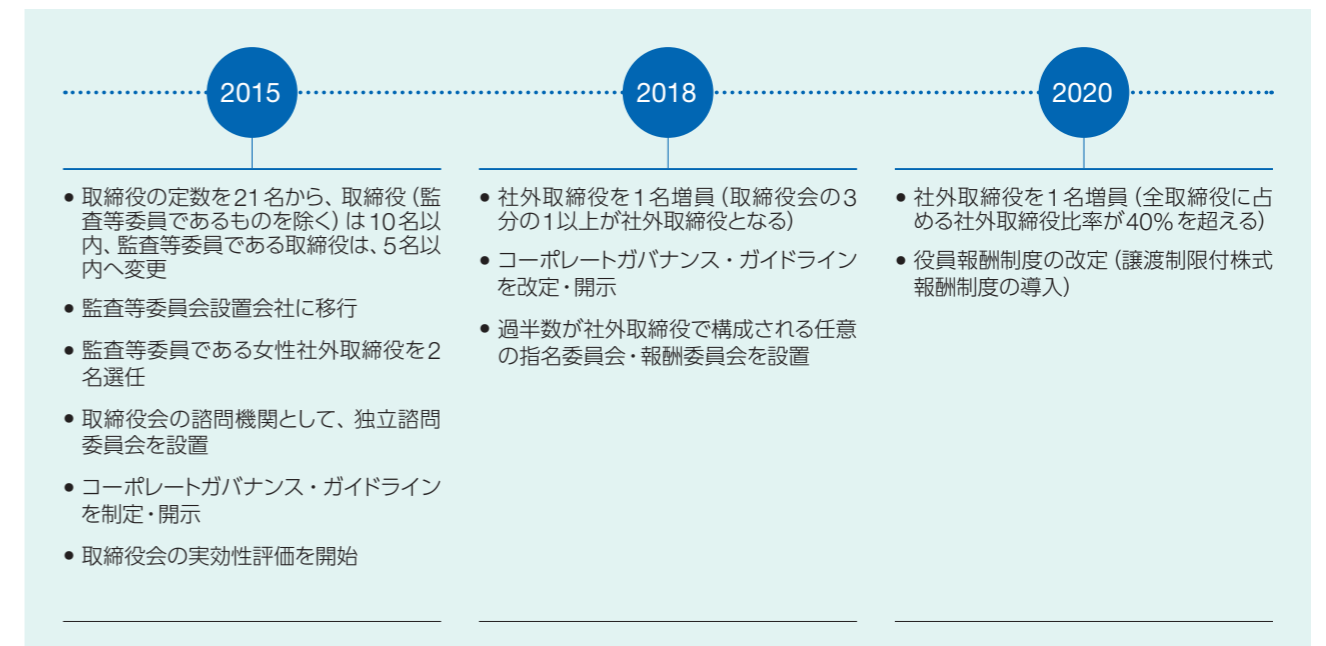 2015
• 取締役の定数を21名から、取締役（監
査等委員であるものを除く）は10名以
内、監査等委員である取締役は、5名以
内へ変更
• 監査等委員会設置会社に移行
• 監査等委員である女性社外取締役を2
名選任
• 取締役会の諮問機関として、独立諮問
委員会を設置
• コーポレートガバナンス・ガイドライン
を制定・開示
• 取締役会の実効性評価を開始
2018
• 社外取締役を1名増員（取締役会の3
分の1以上が社外取締役となる）
• コーポレートガバナンス・ガイドライン
を改定・開示
• 過半数が社外取締役で構成される任意
の指名委員会・報酬委員会を設置
2020
• 社外取締役を1名増員（全取締役に占
める社外取締役比率が40％を超える）
• 役員報酬制度の改定（譲渡制限付株式
報酬制度の導入）